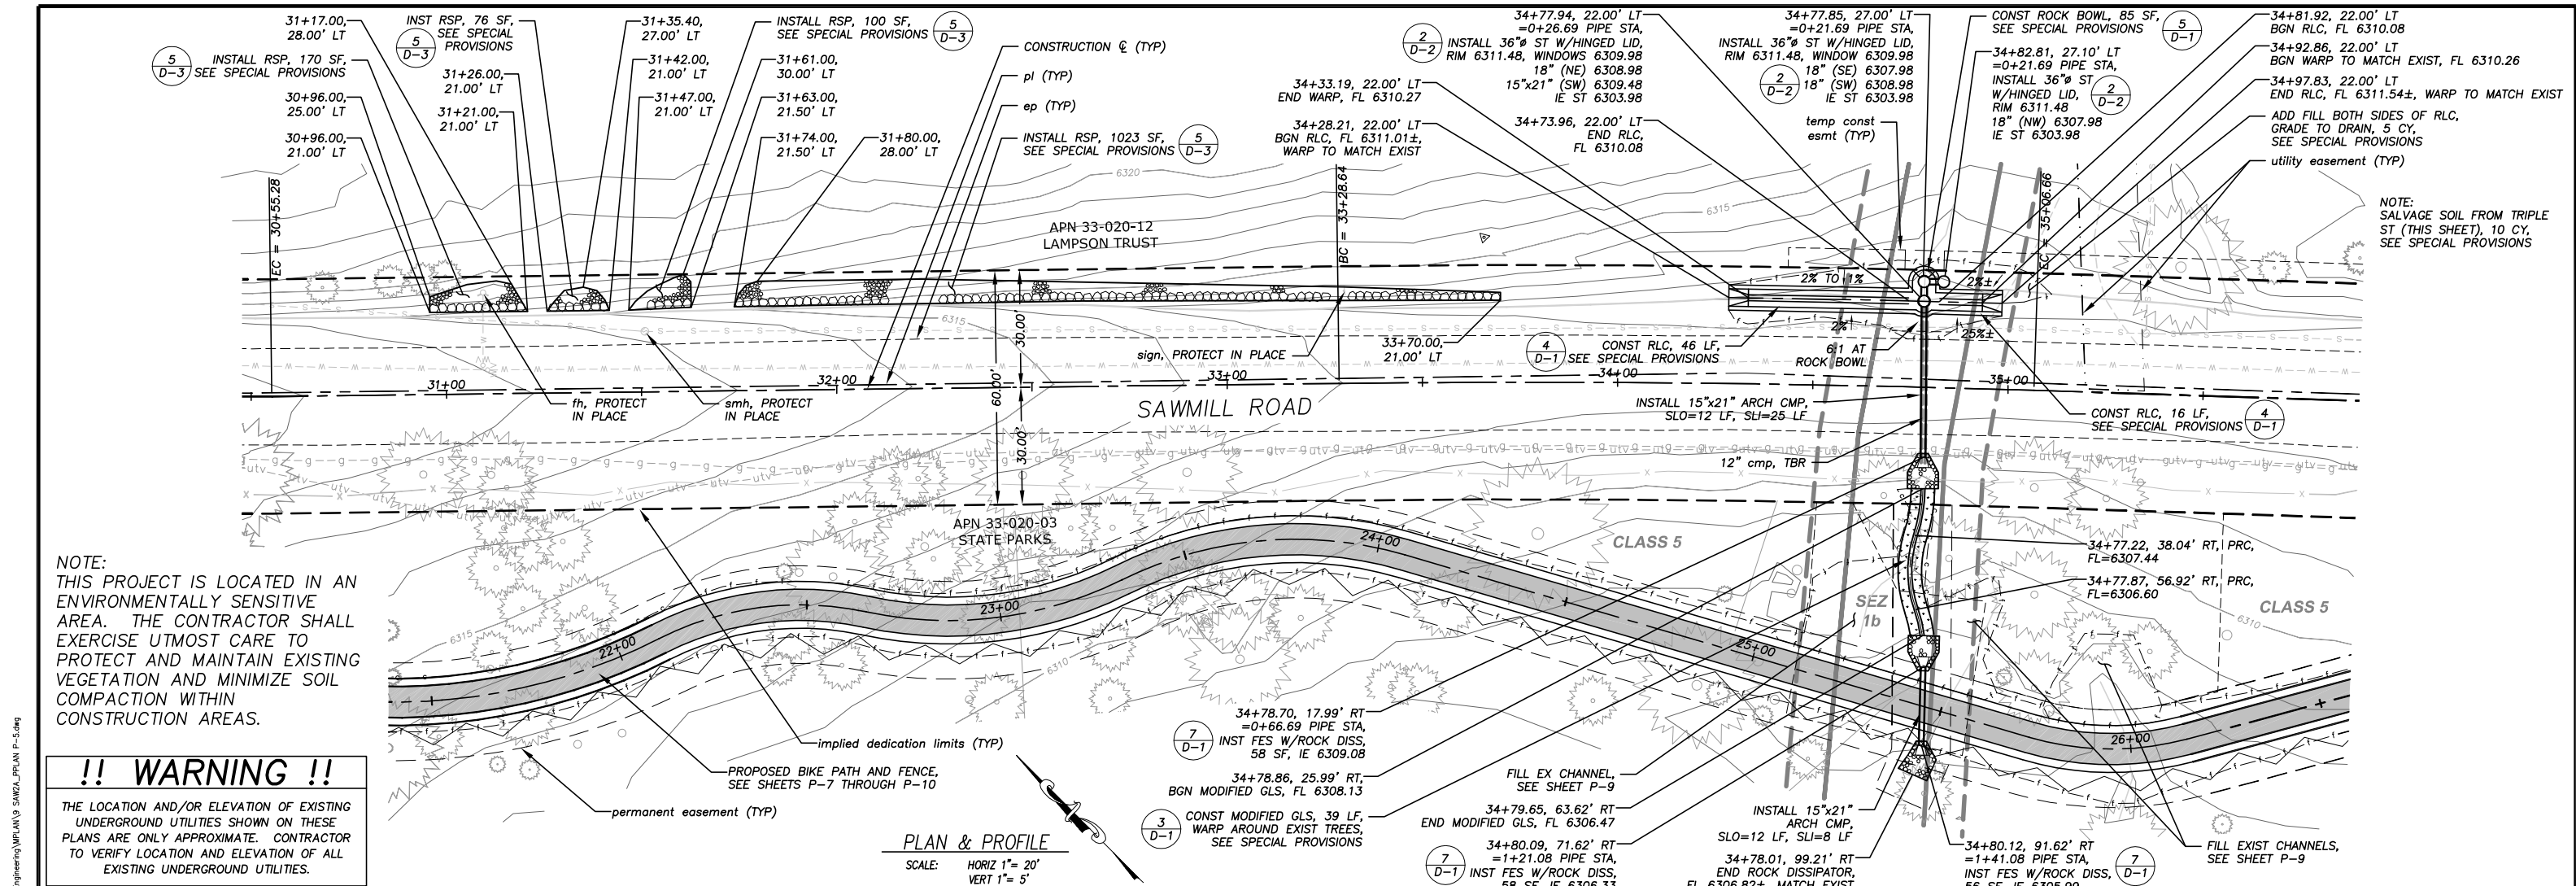 31+17.00,
28.00' LT
5
D-3
INSTALL RSP, 170 SF,
SEE SPECIAL PROVISIONS
30+96.00,
25.00' LT
30+96.00,
21.00' LT
INST RSP, 76 SF,
SEE SPECIAL
PROVISIONS
5
D-3
31+26.00,
21.00' LT
31+21.00,
21.00' LT
31+35.40,
27.00' LT
31+42.00,
21.00' LT
31+47.00,
21.00' LT
INSTALL RSP, 100 SF,
SEE SPECIAL PROVISIONS
5
D-3
31+61.00,
30.00' LT
31+63.00,
21.50' LT
31+74.00,
21.50' LT
31+80.00,
28.00' LT
CONSTRUCTION ℄ (TYP)
pl (TYP)
ep (TYP)
INSTALL RSP, 1023 SF,
SEE SPECIAL PROVISIONS
5
D-3
34+77.94, 22.00' LT
=0+26.69 PIPE STA,
INSTALL 36"ø ST W/HINGED LID,
RIM 6311.48, WINDOWS 6309.98
18" (NE) 6308.98
15"x21" (SW) 6309.48
IE ST 6303.98
2
D-2
34+33.19, 22.00' LT
END WARP, FL 6310.27
34+28.21, 22.00' LT
BGN RLC, FL 6311.01±,
WARP TO MATCH EXIST
34+73.96, 22.00' LT
END RLC,
FL 6310.08
34+77.85, 27.00' LT
=0+21.69 PIPE STA,
INSTALL 36"ø ST W/HINGED LID,
RIM 6311.48, WINDOW 6309.98
18" (SE) 6307.98
18" (SW) 6308.98
IE ST 6303.98
2
D-2
temp const
esmt (TYP)
CONST ROCK BOWL, 85 SF,
SEE SPECIAL PROVISIONS
5
D-1
34+82.81, 27.10' LT
=0+21.69 PIPE STA,
INSTALL 36"ø ST
W/HINGED LID,
RIM 6311.48
18" (NW) 6307.98
IE ST 6303.98
2
D-2
34+81.92, 22.00' LT
BGN RLC, FL 6310.08
34+92.86, 22.00' LT
BGN WARP TO MATCH EXIST, FL 6310.26
34+97.83, 22.00' LT
END RLC, FL 6311.54±, WARP TO MATCH EXIST
ADD FILL BOTH SIDES OF RLC,
GRADE TO DRAIN, 5 CY,
SEE SPECIAL PROVISIONS
utility easement (TYP)
NOTE:
SALVAGE SOIL FROM TRIPLE
ST (THIS SHEET), 10 CY,
SEE SPECIAL PROVISIONS
EC = 30+55.28
BC = 33+28.64
EC = 35+06.66
6320
6315
APN 33-020-12
LAMPSON TRUST
6315
2% TO 1%
2%±
2%
25%±
30.00'
60.00'
30.00'
sign, PROTECT IN PLACE
33+70.00,
21.00' LT
4
D-1
CONST RLC, 46 LF,
SEE SPECIAL PROVISIONS
6:1 AT
ROCK BOWL
31+00
32+00
33+00
34+00
35+00
fh, PROTECT
IN PLACE
smh, PROTECT
IN PLACE
SAWMILL ROAD
INSTALL 15"x21" ARCH CMP,
SLO=12 LF, SLI=25 LF
CONST RLC, 16 LF,
SEE SPECIAL PROVISIONS
4
D-1
12" cmp, TBR
APN 33-020-03
STATE PARKS
CLASS 5
34+77.22, 38.04' RT, PRC,
FL=6307.44
34+77.87, 56.92' RT, PRC,
FL=6306.60
SEZ
1b
CLASS 5
6315
6310
6310
22+00
23+00
24+00
25+00
26+00
NOTE:
THIS PROJECT IS LOCATED IN AN
ENVIRONMENTALLY SENSITIVE
AREA. THE CONTRACTOR SHALL
EXERCISE UTMOST CARE TO
PROTECT AND MAINTAIN EXISTING
VEGETATION AND MINIMIZE SOIL
COMPACTION WITHIN
CONSTRUCTION AREAS.
!! WARNING !!
THE LOCATION AND/OR ELEVATION OF EXISTING
UNDERGROUND UTILITIES SHOWN ON THESE
PLANS ARE ONLY APPROXIMATE. CONTRACTOR
TO VERIFY LOCATION AND ELEVATION OF ALL
EXISTING UNDERGROUND UTILITIES.
implied dedication limits (TYP)
PROPOSED BIKE PATH AND FENCE,
SEE SHEETS P-7 THROUGH P-10
permanent easement (TYP)
PLAN & PROFILE
SCALE: HORIZ 1"= 20'
VERT 1"= 5'
34+78.70, 17.99' RT
=0+66.69 PIPE STA,
INST FES W/ROCK DISS,
58 SF, IE 6309.08
7
D-1
34+78.86, 25.99' RT,
BGN MODIFIED GLS, FL 6308.13
3
D-1
CONST MODIFIED GLS, 39 LF,
WARP AROUND EXIST TREES,
SEE SPECIAL PROVISIONS
FILL EX CHANNEL,
SEE SHEET P-9
34+79.65, 63.62' RT
END MODIFIED GLS, FL 6306.47
34+80.09, 71.62' RT
=1+21.08 PIPE STA,
INST FES W/ROCK DISS,
58 SF, IE 6306.33
7
D-1
INSTALL 15"x21"
ARCH CMP,
SLO=12 LF, SLI=8 LF
34+78.01, 99.21' RT
END ROCK DISSIPATOR,
FL 6306.82±, MATCH EXIST
34+80.12, 91.62' RT
=1+41.08 PIPE STA,
INST FES W/ROCK DISS,
56 SF, IE 6305.99
7
D-1
FILL EXIST CHANNELS,
SEE SHEET P-9